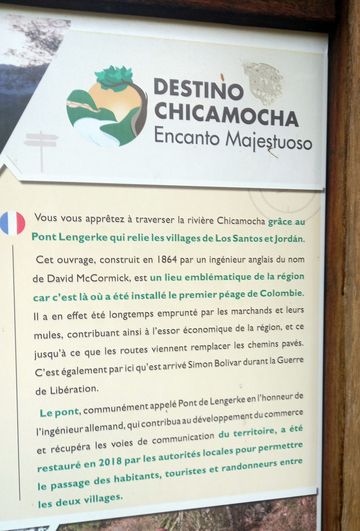 DESTINO
CHICAMOCHA
Encanto Majestuoso
Vous vous apprêtez à traverser la rivière Chicamocha grâce au
Pont Lengerke qui relie les villages de Los Santos et Jordán.
Cet ouvrage, construit en 1864 par un ingénieur anglais du nom
de David McCormick, est un lieu emblématique de la région
car c'est là où a été installé le premier péage de Colombie.
Il a en effet été longtemps emprunté par les marchands et leurs
mules, contribuant ainsi à l'essor économique de la région, et ce
jusqu'à ce que les routes viennent remplacer les chemins pavés.
C'est également par ici qu'est arrivé Simon Bolivar durant la Guerre
de Libération.
Le pont, communément appelé Pont de Lengerke en l'honneur de
l'ingénieur allemand, qui contribua au développement du commerce
et récupéra les voies de communication du territoire, a été
restauré en 2018 par les autorités locales pour permettre
le passage des habitants, touristes et randonneurs entre
les deux villages.